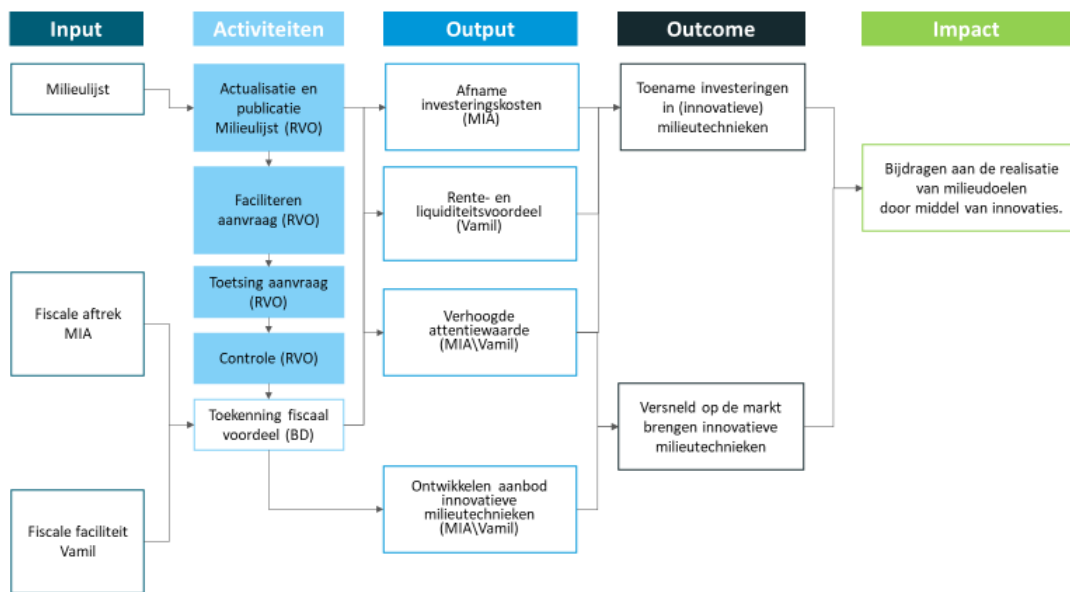 Input
Activiteiten
Output
Outcome
Impact
Milieulijst
Fiscale aftrek
MIA
Fiscale faciliteit
Vamil
Actualisatie en
publicatie
Milieulijst (RVO)
Faciliteren
aanvraag (RVO)
Toetsing aanvraag
(RVO)
Controle (RVO)
Toekenning fiscaal
voordeel (BD)
Afname
investeringskosten
(MIA)
Rente- en
liquiditeitsvoordeel
(Vamil)
Verhoogde
attentiewaarde
(MIA\Vamil)
Ontwikkelen aanbod
innovatieve
milieutechnieken
(MIA\Vamil)
Toename investeringen
in (innovatieve)
milieutechnieken
Versneld op de markt
brengen innovatieve
milieutechnieken
Bijdragen aan de realisatie
van milieudoelen
door middel van innovaties.